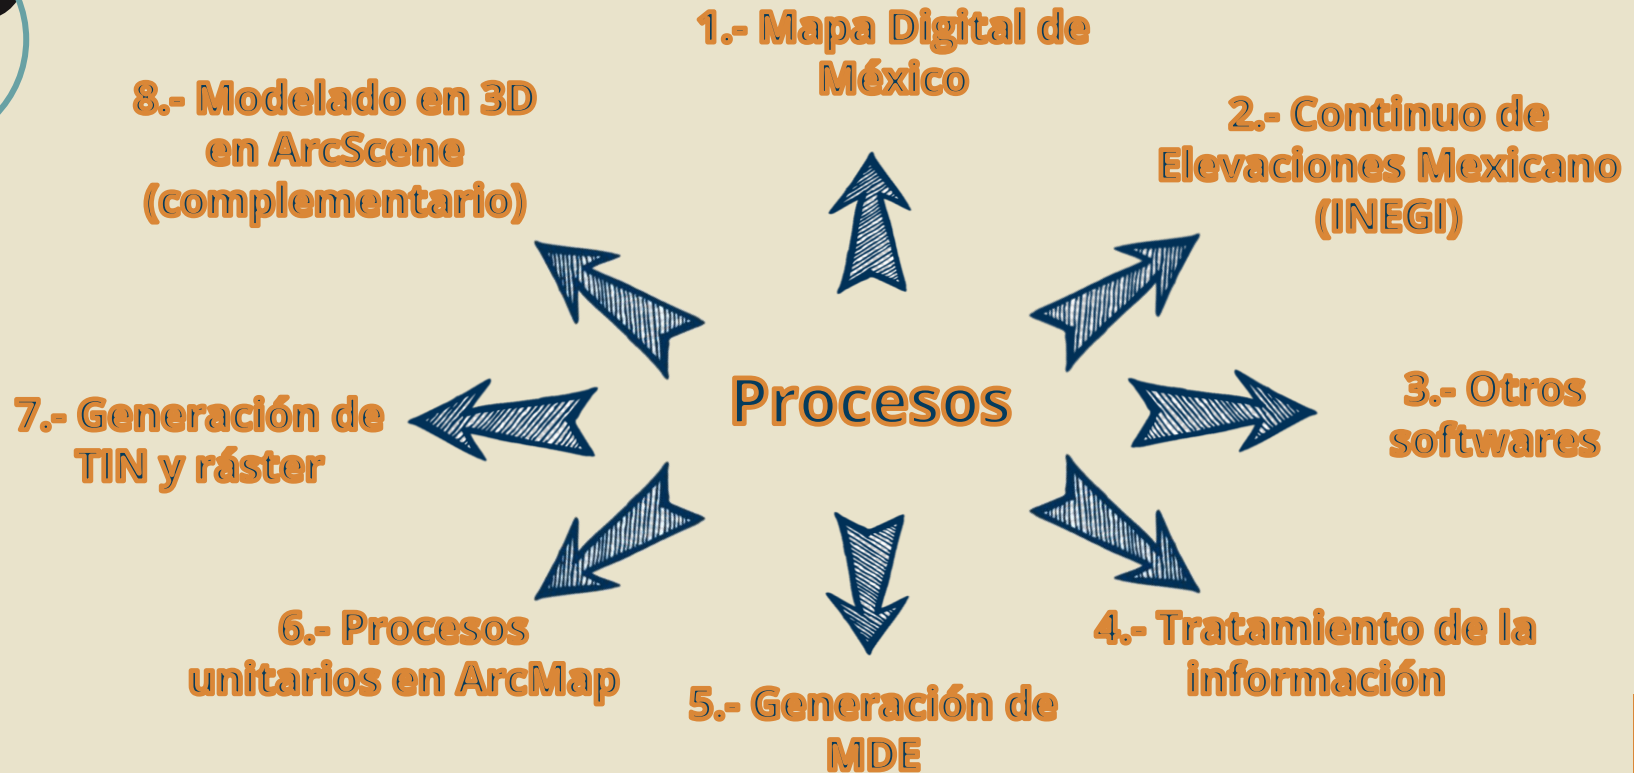 1.- Mapa Digital de
México
2.- Continuo de
Elevaciones Mexicano
(INEGI)
3.- Otros
softwares
4.- Tratamiento de la
información
5.- Generación de
MDE
6.- Procesos
unitarios en ArcMap
7.- Generación de
TIN y ráster
8.- Modelado en 3D
en ArcScene
(complementario)
Procesos